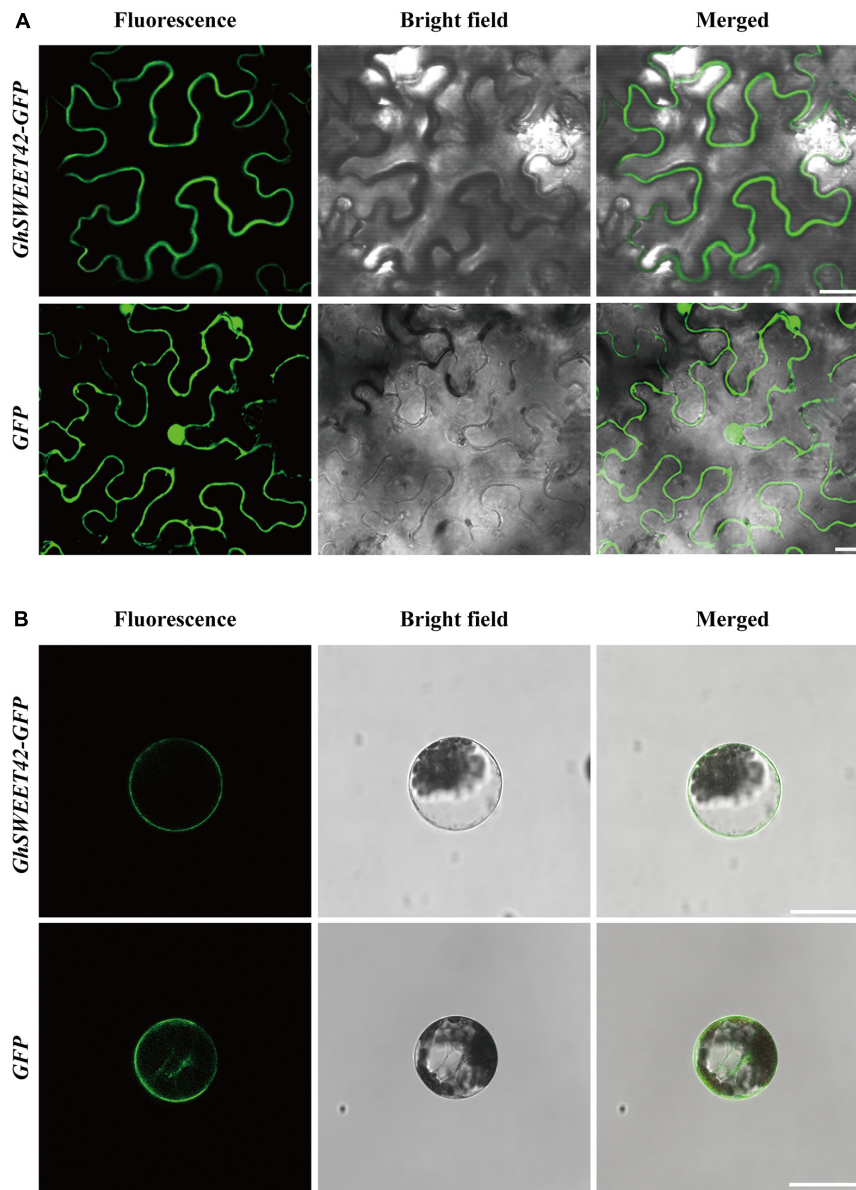 A
Fluorescence Bright field Merged
GhSWEET42-GFP
GFP
B
Fluorescence Bright field Merged
GhSWEET42-GFP
GFP